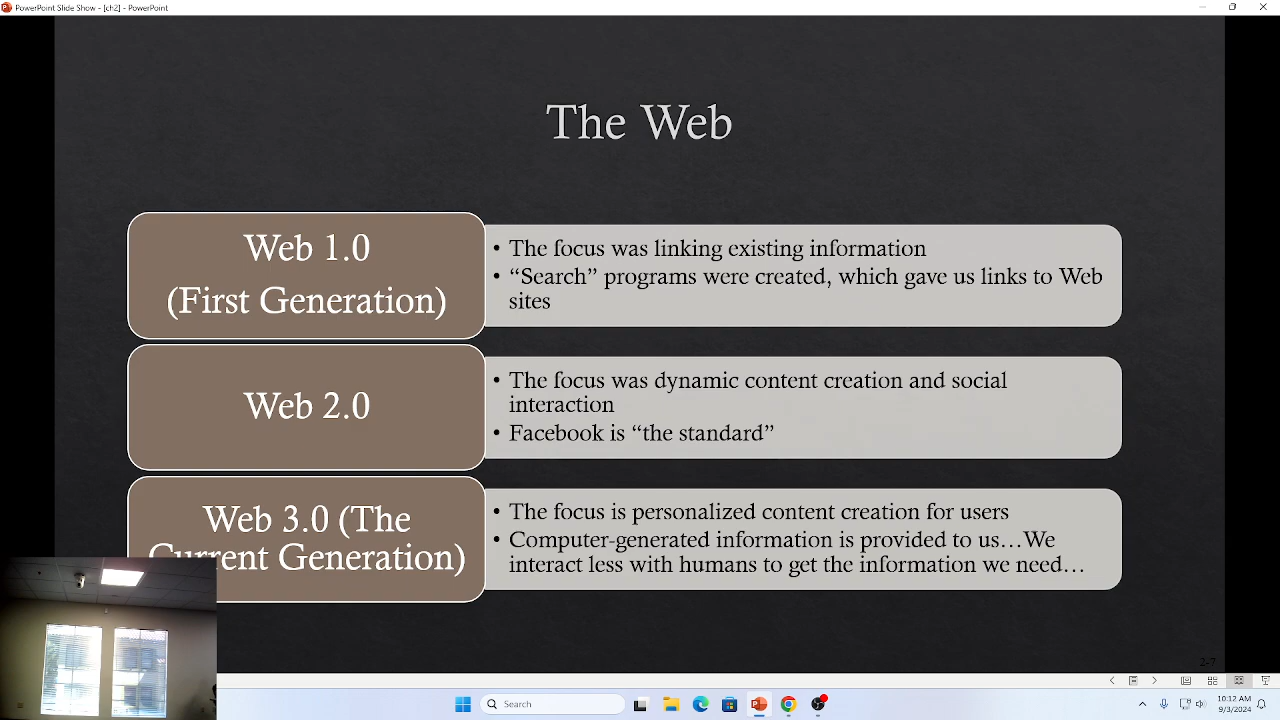 PowerPoint Slide Show - [ch2] - PowerPoint
The Web
Web 1.0
(First Generation)
• The focus was linking existing information
• “Search” programs were created, which gave us links to Web
sites
Web 2.0
• The focus was dynamic content creation and social
interaction
• Facebook is “the standard”
Web 3.0 (The
Current Generation)
• The focus is personalized content creation for users
• Computer-generated information is provided to us…We
interact less with humans to get the information we need…
2-7
Search
10:12 AM
9/3/2024